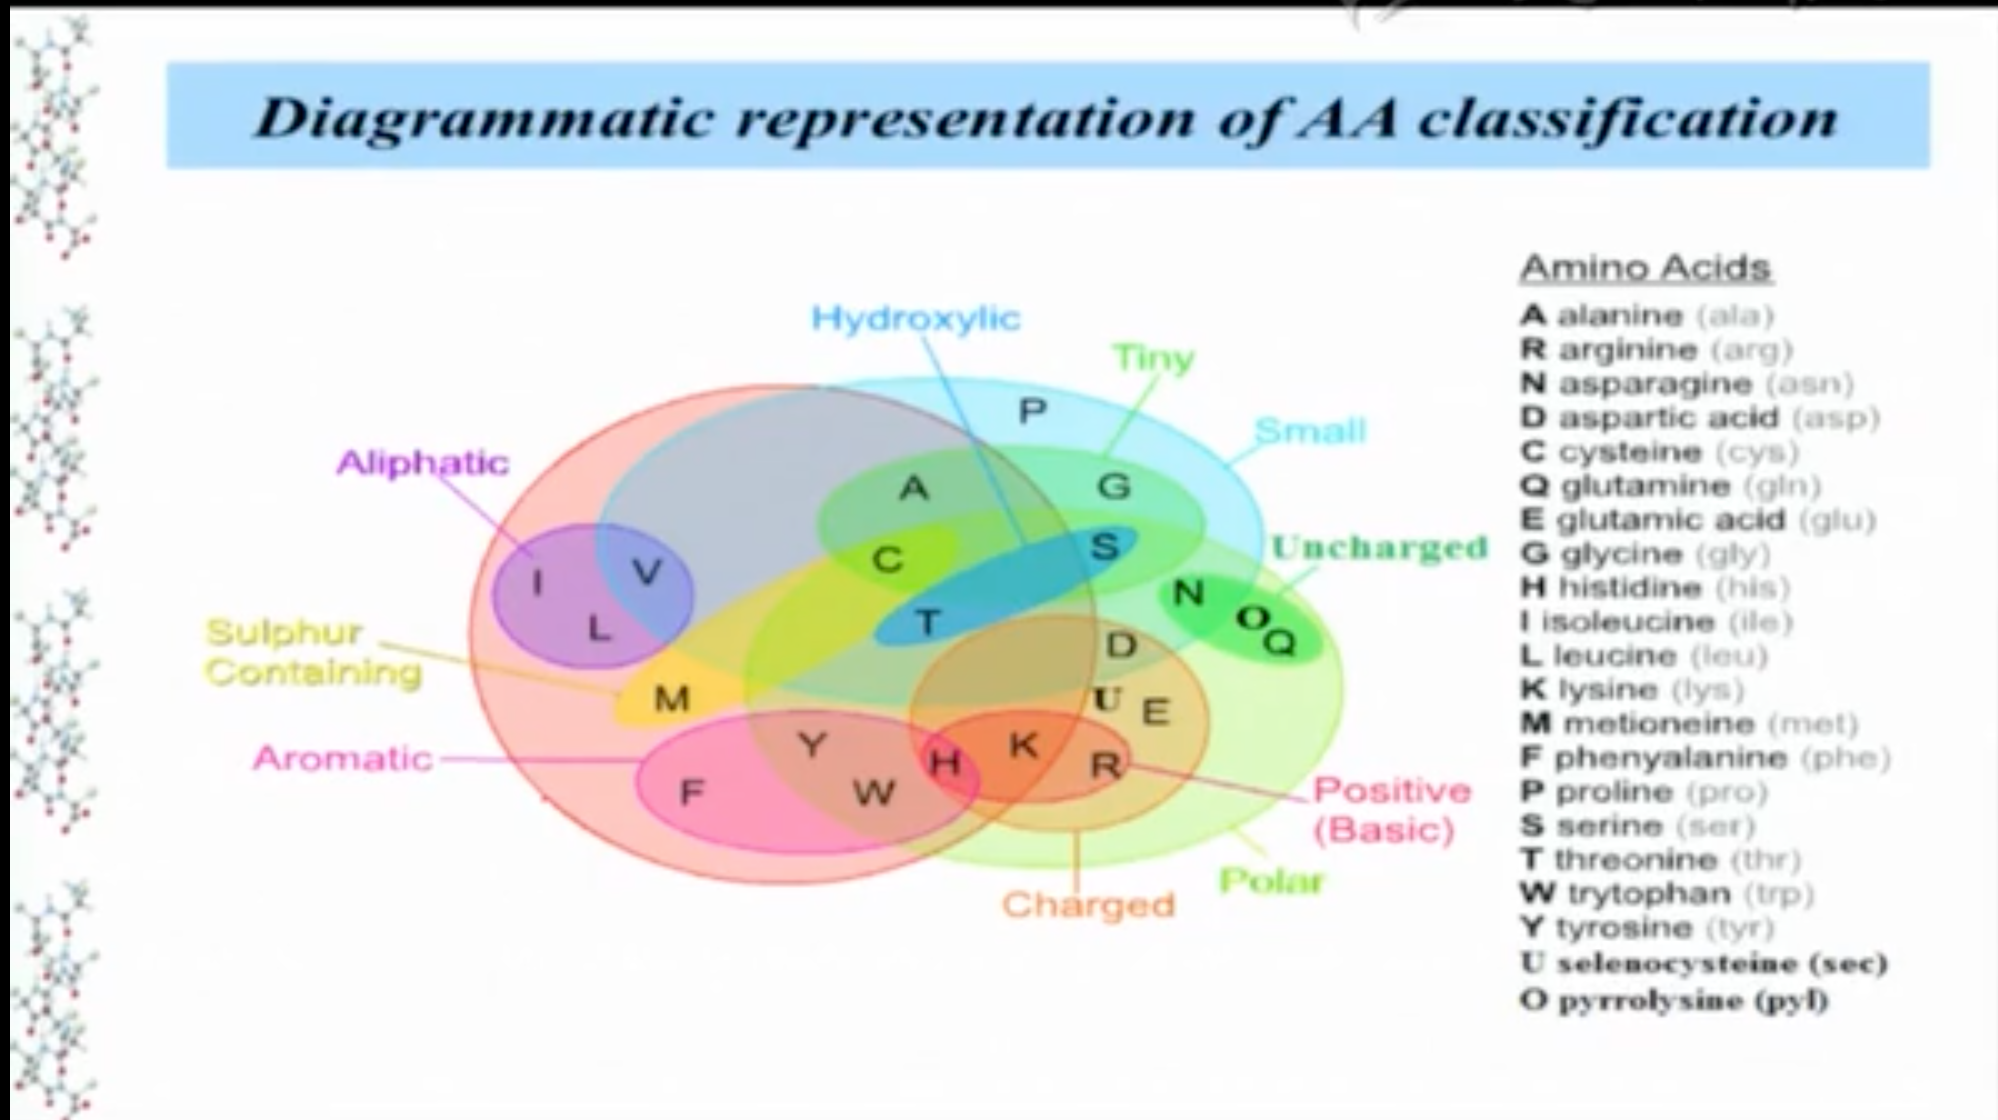 Diagrammatic representation of AA classification
Hydroxylic
Tiny
Small
Aliphatic
Uncharged
Sulphur
Containing
Aromatic
Positive
(Basic)
Polar
Charged
P
A
G
C
S
I
V
N
L
T
O
Q
D
M
U
E
Y
K
H
R
F
W
Amino Acids
A alanine (ala)
R arginine (arg)
N asparagine (asn)
D aspartic acid (asp)
C cysteine (cys)
Q glutamine (gln)
E glutamic acid (glu)
G glycine (gly)
H histidine (his)
I isoleucine (ile)
L leucine (leu)
K lysine (lys)
M metioneine (met)
F phenyalanine (phe)
P proline (pro)
S serine (ser)
T threonine (thr)
W trytophan (trp)
Y tyrosine (tyr)
U selenocysteine (sec)
O pyrrolysine (pyl)